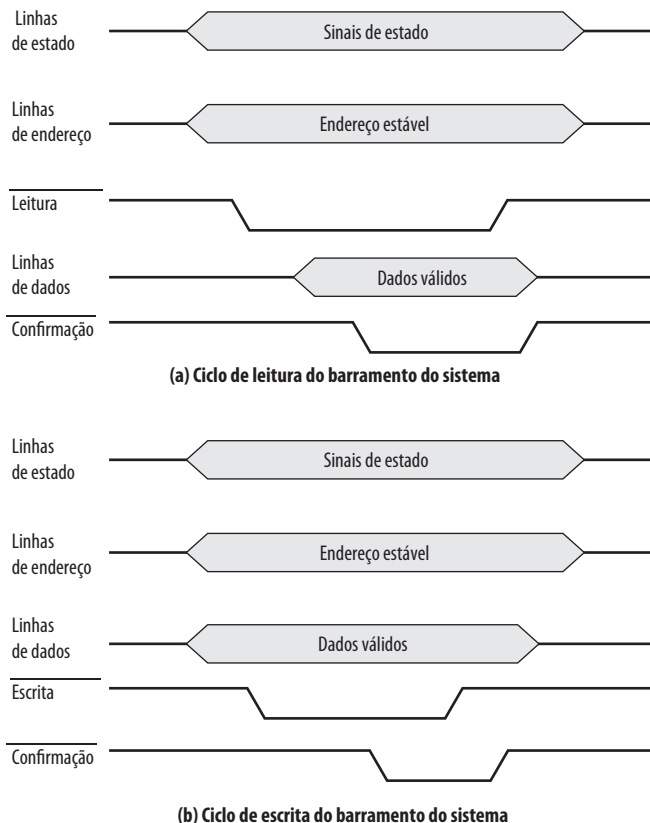 Linhas
de estado
Sinais de estado
Linhas
de endereço
Endereço estável
Leitura
Linhas
de dados
Dados válidos
Confirmação
(a) Ciclo de leitura do barramento do sistema
Linhas
de estado
Sinais de estado
Linhas
de endereço
Endereço estável
Linhas
de dados
Dados válidos
Escrita
Confirmação
(b) Ciclo de escrita do barramento do sistema